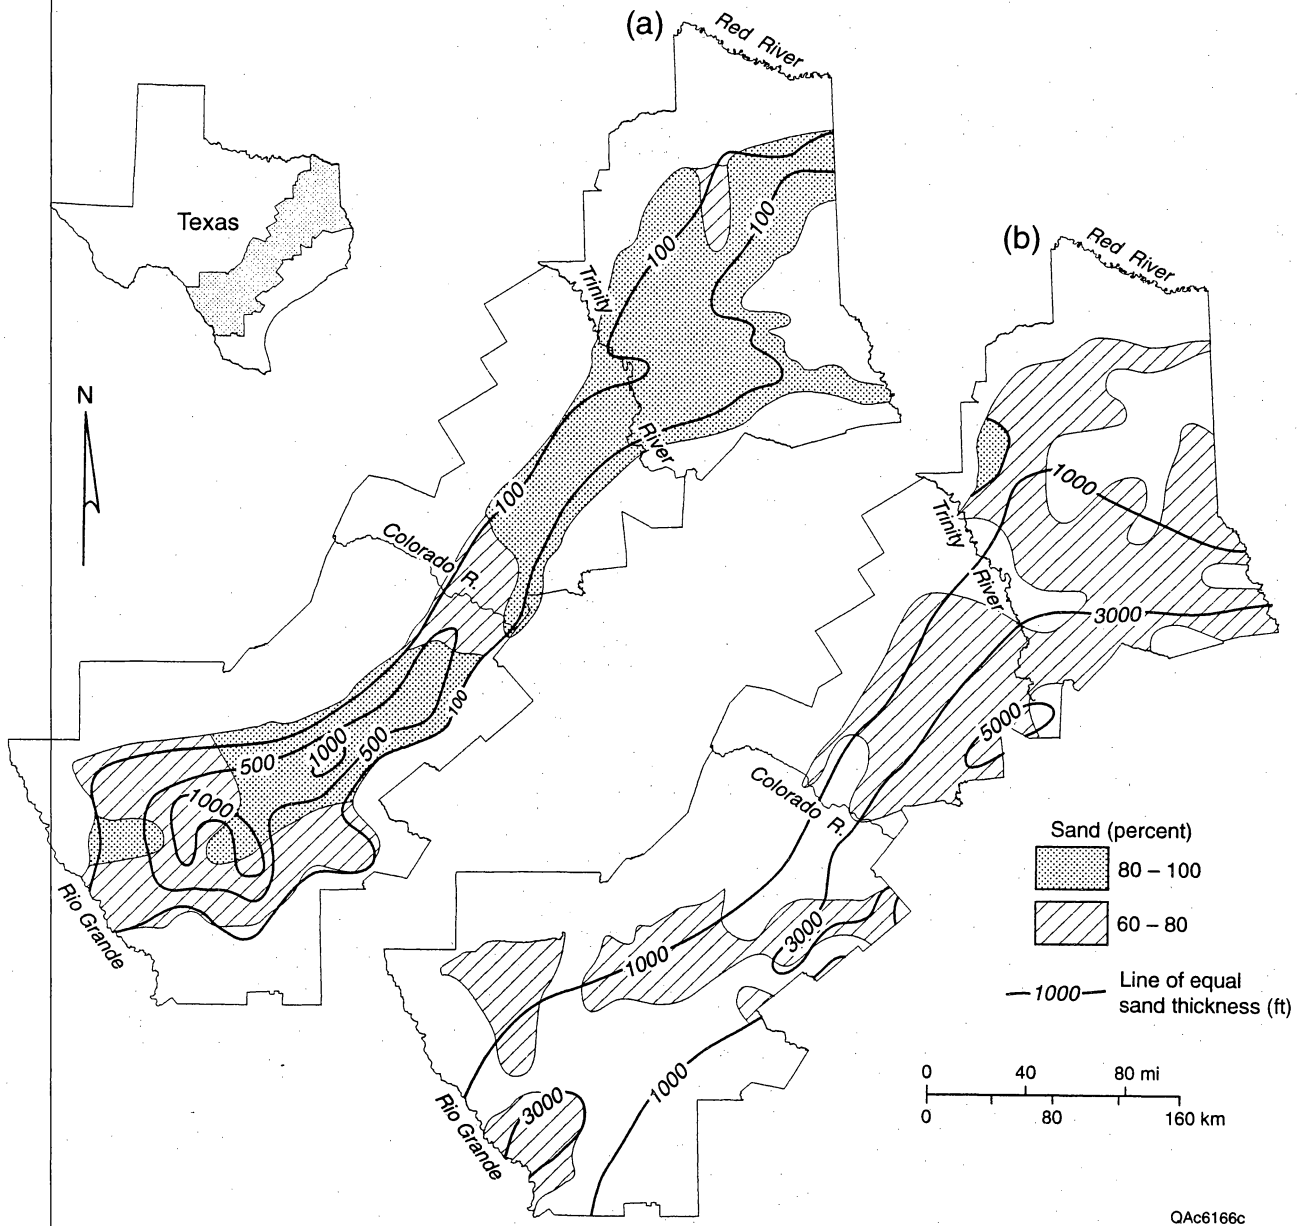 (a)
Red River
Texas
100
100
Trinity
River
N
100
Colorado R.
100
500
1000
500
1000
Rio Grande
(b)
Red River
1000
Trinity
River
3000
5000
Colorado R.
3000
1000
1000
3000
Rio Grande
Sand (percent)
80 – 100
60 – 80
1000
Line of equal
sand thickness (ft)
0 40 80 mi
0 80 160 km
QAc6166c